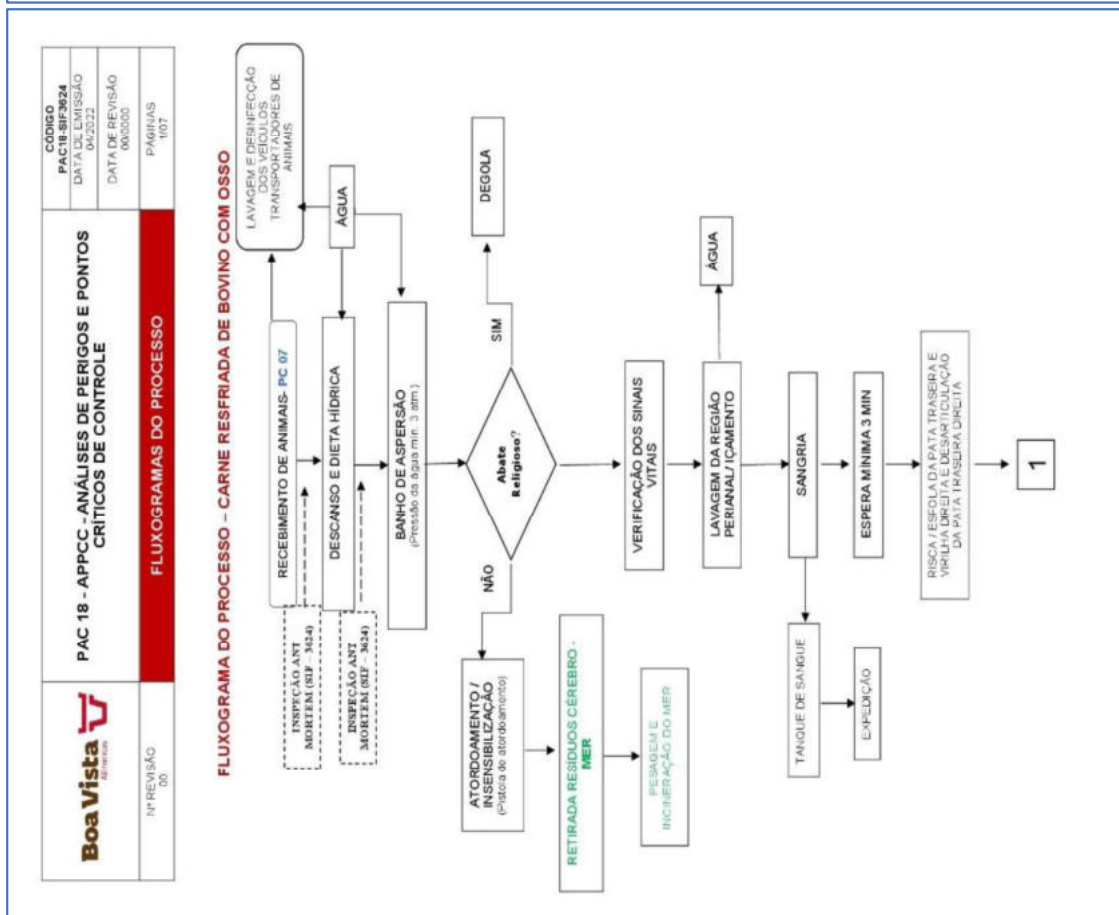 Boa Vista
Alimentos
PAC 18 - APPCC - ANÁLISES DE PERIGOS E PONTOS
CRÍTICOS DE CONTROLE
CÓDIGO
PAC18-SIF3624
DATA DE EMISSÃO
04/2022
DATA DE REVISÃO
00/0000
Nº REVISÃO
00
FLUXOGRAMAS DO PROCESSO
PÁGINAS
1/07
FLUXOGRAMA DO PROCESSO – CARNE RESFRIADA DE BOVINO COM OSSO
INSPEÇÃO ANT
MORTEM (SIF – 3624)
RECEBIMENTO DE ANIMAIS- PC 07
LAVAGEM E DESINFECÇÃO
DOS VEÍCULOS
TRANSPORTADORES DE
ANIMAIS
INSPEÇÃO ANT
MORTEM (SIF – 3624)
DESCANSO E DIETA HÍDRICA
ÁGUA
BANHO DE ASPERSÃO
(Pressão da água min. 3 atm)
NÃO
Abate
Religioso?
SIM
DEGOLA
ATORDOAMENTO /
INSENSIBILIZAÇÃO
(Pistola de atordoamento)
RETIRADA RESÍDUOS CÉREBRO -
MER
PESAGEM E
INCINERAÇÃO DO MER
VERIFICAÇÃO DOS SINAIS
VITAIS
LAVAGEM DA REGIÃO
PERIANAL/ IÇAMENTO
ÁGUA
SANGRIA
TANQUE DE SANGUE
EXPEDIÇÃO
ESPERA MÍNIMA 3 MIN
RISCA / ESFOLA DA PATA TRASEIRA E
VIRILHA DIREITA E DESARTICULAÇÃO
DA PATA TRASEIRA DIREITA
1